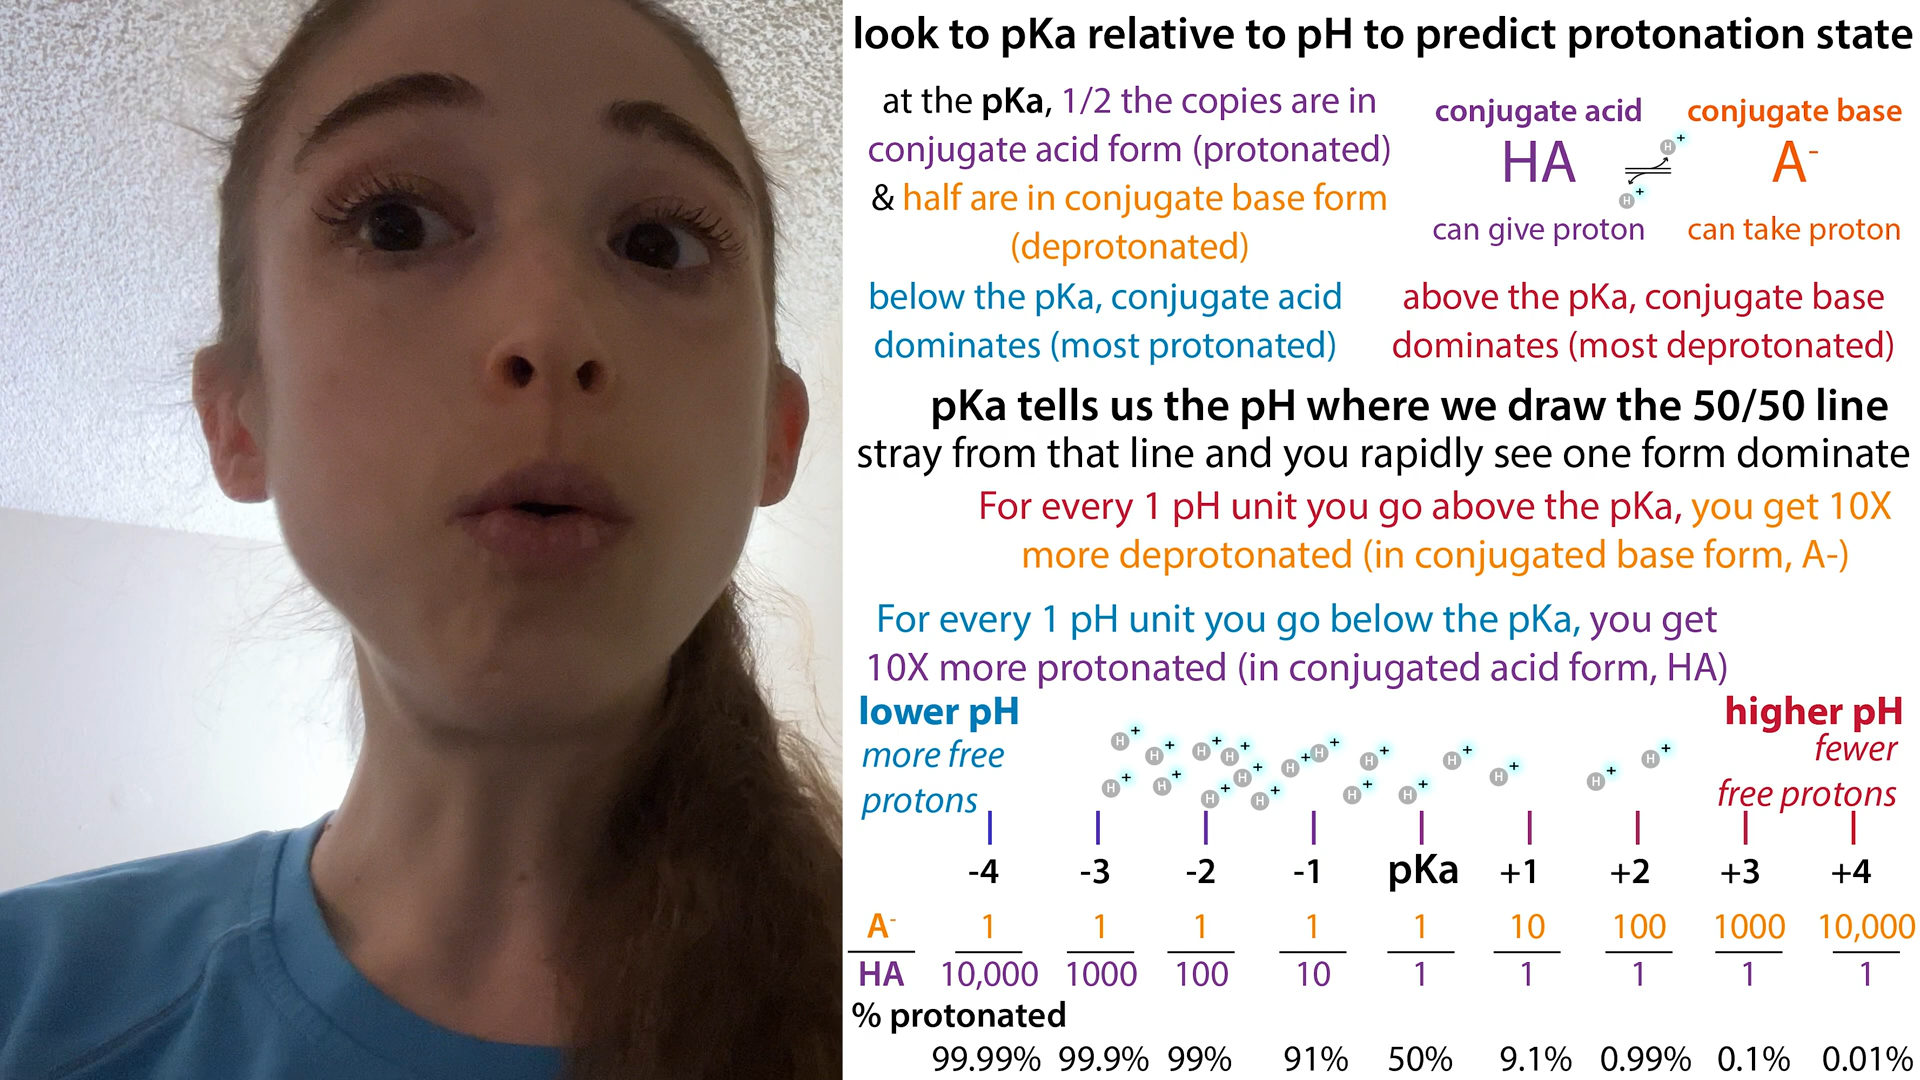 look to pKa relative to pH to predict protonation state
at the pKa, 1/2 the copies are in
conjugate acid form (protonated)
& half are in conjugate base form
(deprotonated)
conjugate acid conjugate base
HA A-
H+
H+
can give proton can take proton
below the pKa, conjugate acid
dominates (most protonated)
above the pKa, conjugate base
dominates (most deprotonated)
pKa tells us the pH where we draw the 50/50 line
stray from that line and you rapidly see one form dominate
For every 1 pH unit you go above the pKa, you get 10X
more deprotonated (in conjugated base form, A-)
For every 1 pH unit you go below the pKa, you get
10X more protonated (in conjugated acid form, HA)
lower pH
more free
protons
H+ H+ H+ H+ H+ H+ H+ H+ H+
H+ H+ H+ H+ H+ H+ H+ H+ H+ H+
higher pH
fewer
free protons
-4 -3 -2 -1 pKa +1 +2 +3 +4
A- 1 1 1 1 1 10 100 1000 10,000
HA 10,000 1000 100 10 1 1 1 1 1
% protonated
99.99% 99.9% 99% 91% 50% 9.1% 0.99% 0.1% 0.01%